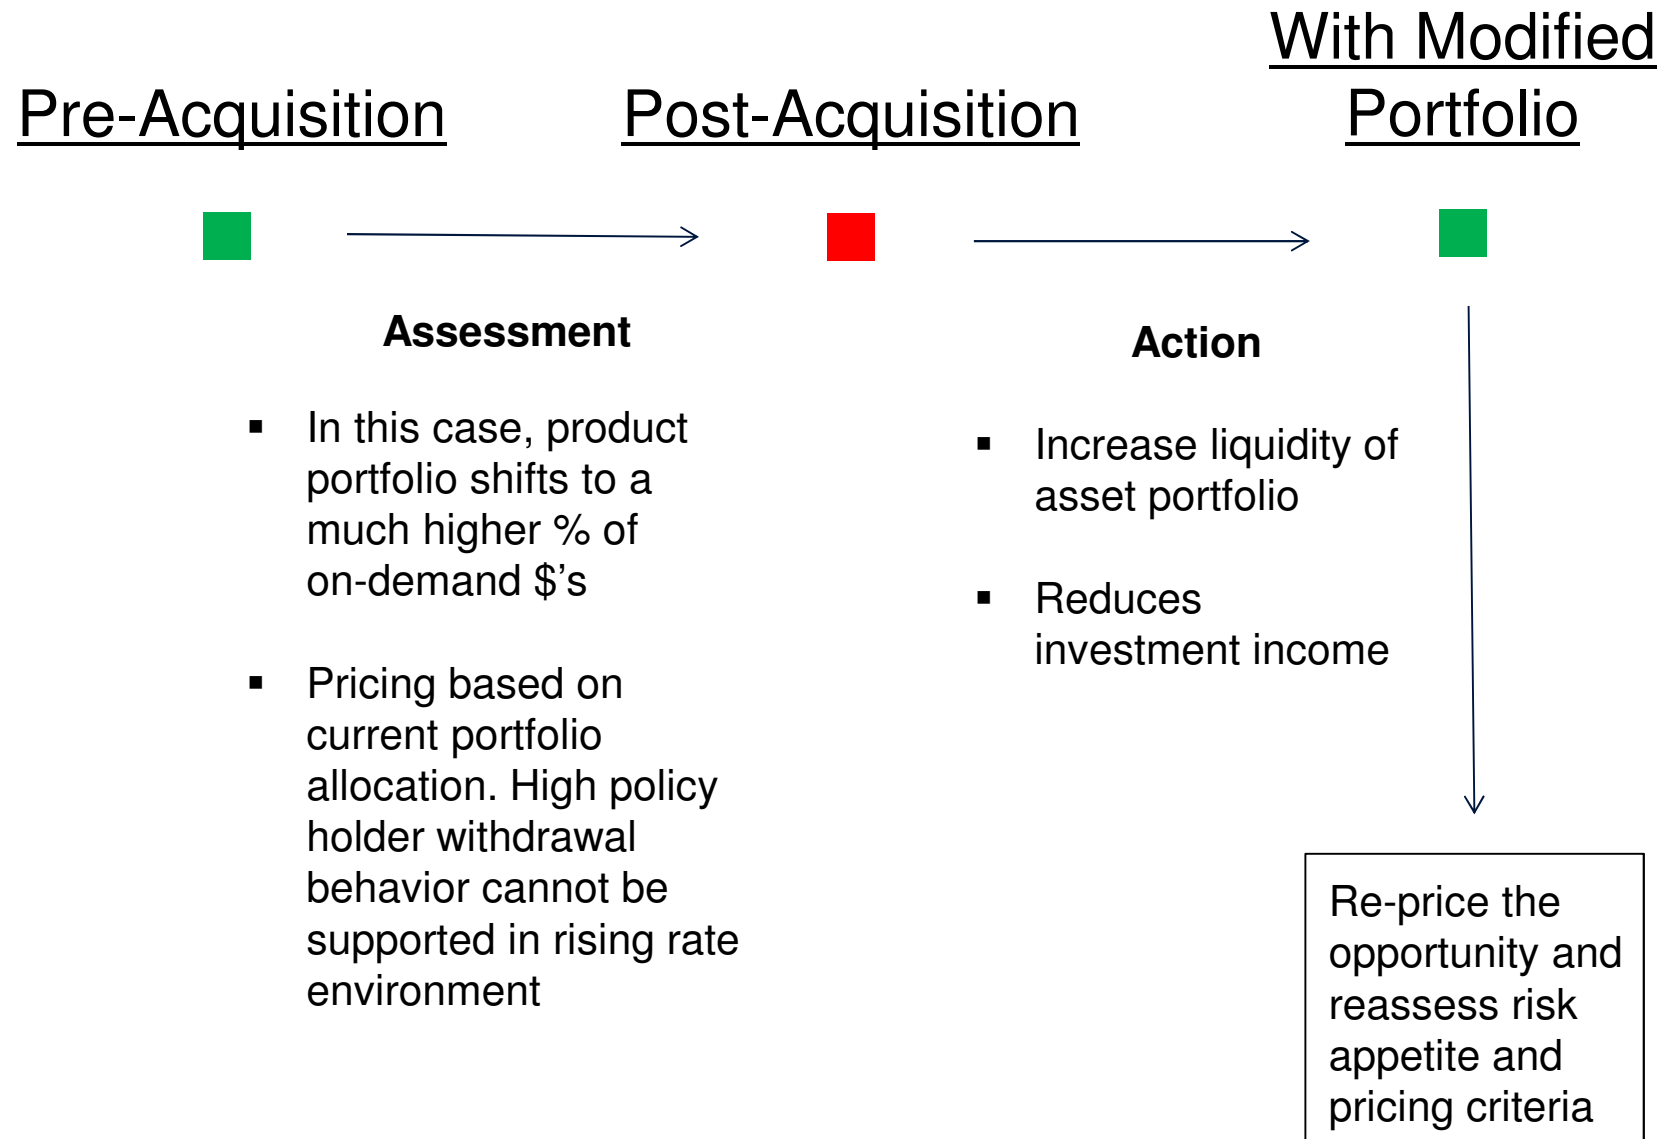 Pre-Acquisition
Post-Acquisition
With Modified
Portfolio
Assessment
▪ In this case, product
portfolio shifts to a
much higher % of
on-demand $’s
▪ Pricing based on
current portfolio
allocation. High policy
holder withdrawal
behavior cannot be
supported in rising rate
environment
Action
▪ Increase liquidity of
asset portfolio
▪ Reduces
investment income
Re-price the
opportunity and
reassess risk
appetite and
pricing criteria